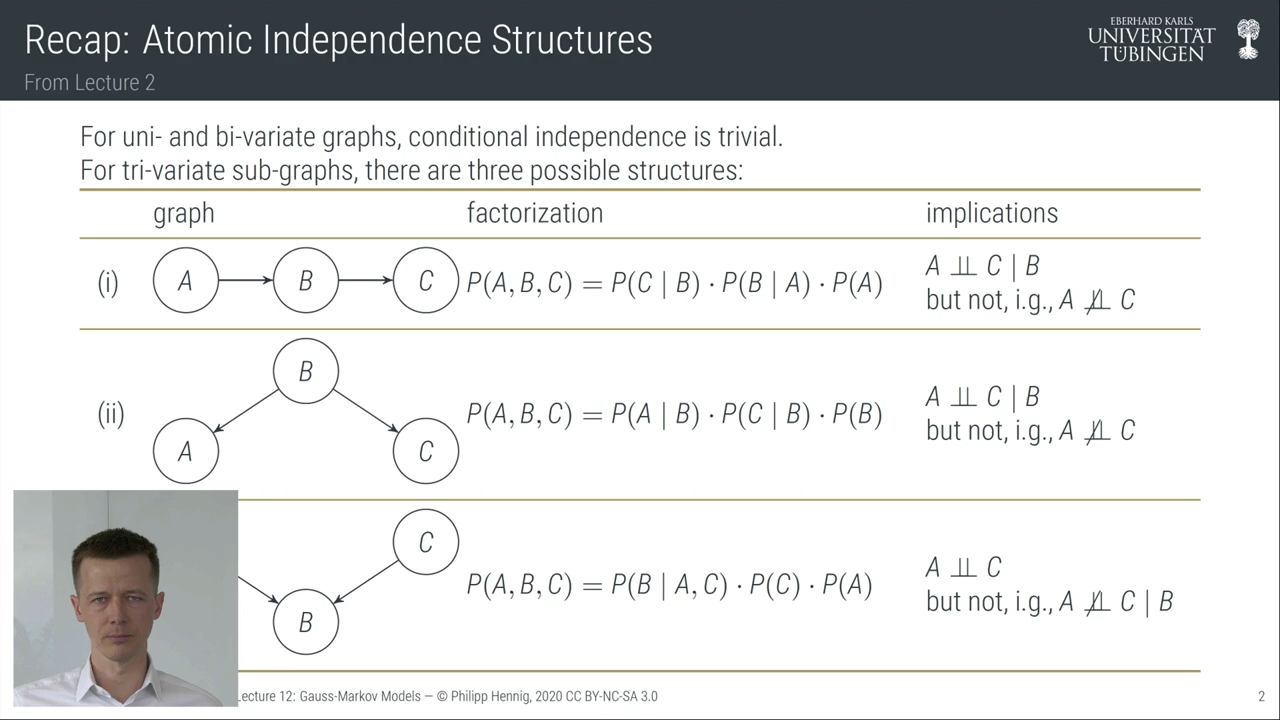 Recap: Atomic Independence Structures
From Lecture 2
EBERHARD KARLS
UNIVERSITÄT
TÜBINGEN
For uni- and bi-variate graphs, conditional independence is trivial.
For tri-variate sub-graphs, there are three possible structures:
graph factorization implications
(i) A B C P(A, B, C) = P(C | B) · P(B | A) · P(A)
A ⫫ C | B
but not, i.g., A ⫫̸ C
B
(ii) P(A, B, C) = P(A | B) · P(C | B) · P(B)
A ⫫ C | B
but not, i.g., A ⫫̸ C
A C
C
P(A, B, C) = P(B | A, C) · P(C) · P(A)
A ⫫ C
but not, i.g., A ⫫̸ C | B
B
Lecture 12: Gauss-Markov Models — © Philipp Hennig, 2020 CC BY-NC-SA 3.0 2